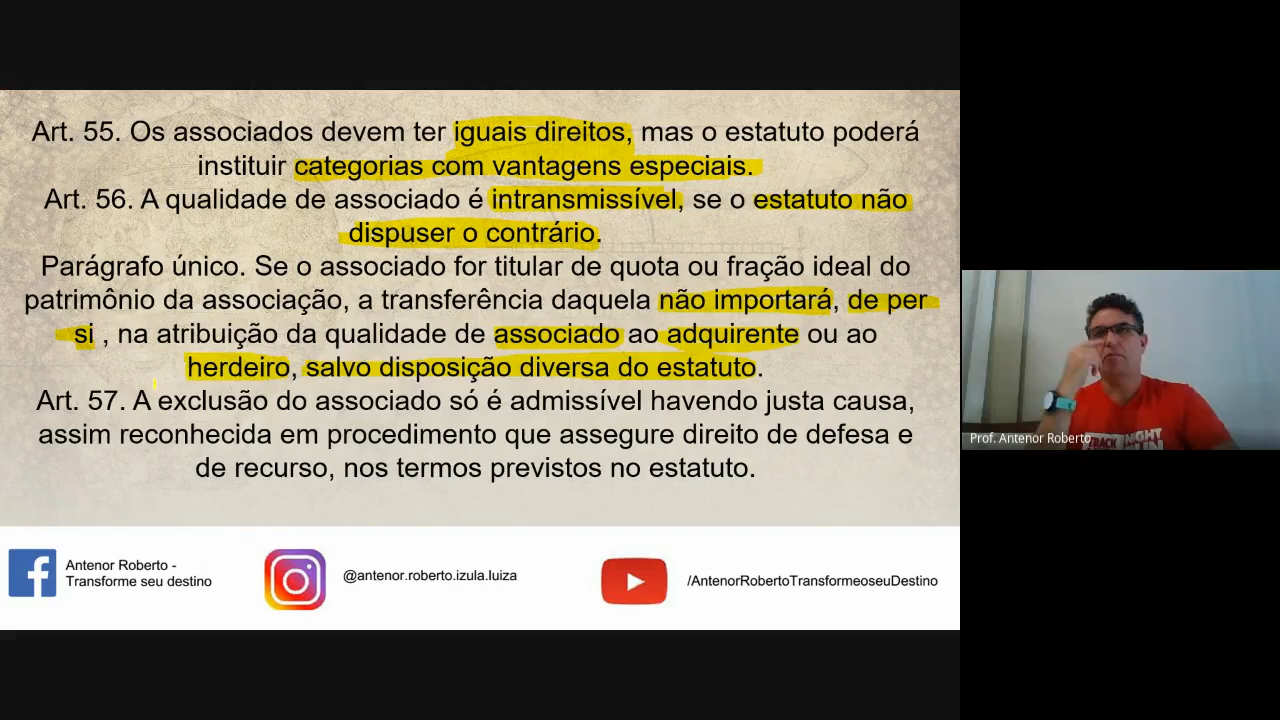 Art. 55. Os associados devem ter iguais direitos, mas o estatuto poderá
instituir categorias com vantagens especiais.
Art. 56. A qualidade de associado é intransmissível, se o estatuto não
dispuser o contrário.
Parágrafo único. Se o associado for titular de quota ou fração ideal do
patrimônio da associação, a transferência daquela não importará, de per
si , na atribuição da qualidade de associado ao adquirente ou ao
herdeiro, salvo disposição diversa do estatuto.
Art. 57. A exclusão do associado só é admissível havendo justa causa,
assim reconhecida em procedimento que assegure direito de defesa e
de recurso, nos termos previstos no estatuto.
Antenor Roberto -
Transforme seu destino
@antenor.roberto.izula.luiza
/AntenorRobertoTransformeoseuDestino
Prof. Antenor Roberto
NIGHT